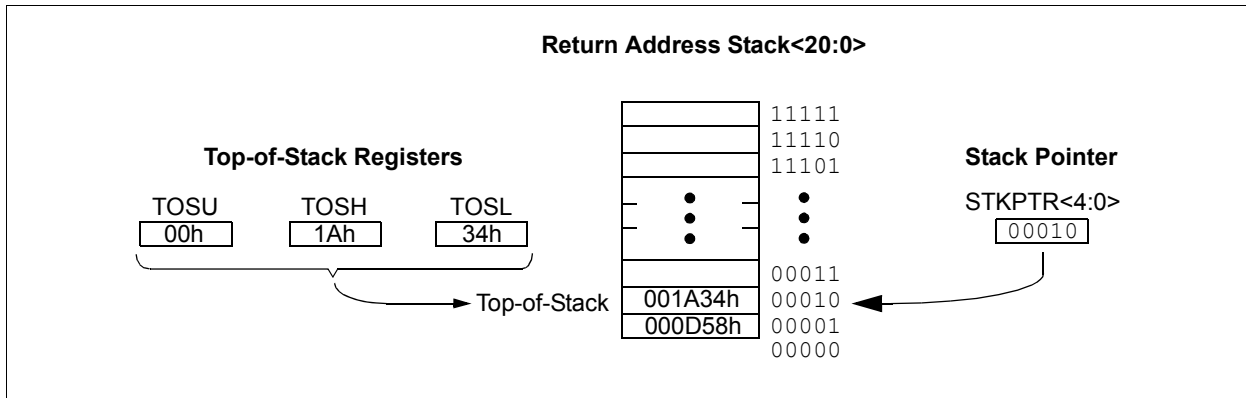 Return Address Stack<20:0>
11111
11110
Top-of-Stack Registers 11101 Stack Pointer
TOSU TOSH TOSL STKPTR<4:0>
00h 1Ah 34h 00010
00011
Top-of-Stack 001A34h 00010
000D58h 00001
00000